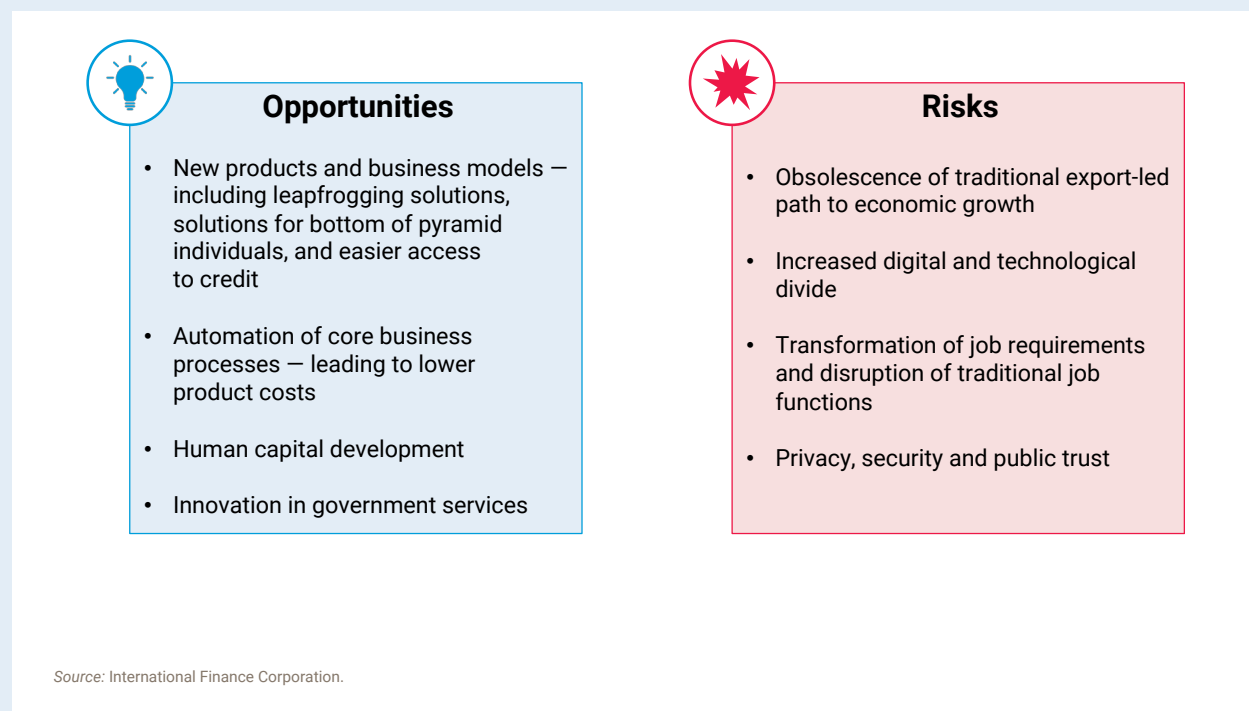 Opportunities
• New products and business models —
including leapfrogging solutions,
solutions for bottom of pyramid
individuals, and easier access
to credit
• Automation of core business
processes — leading to lower
product costs
• Human capital development
• Innovation in government services
Risks
• Obsolescence of traditional export-led
path to economic growth
• Increased digital and technological
divide
• Transformation of job requirements
and disruption of traditional job
functions
• Privacy, security and public trust
Source: International Finance Corporation.